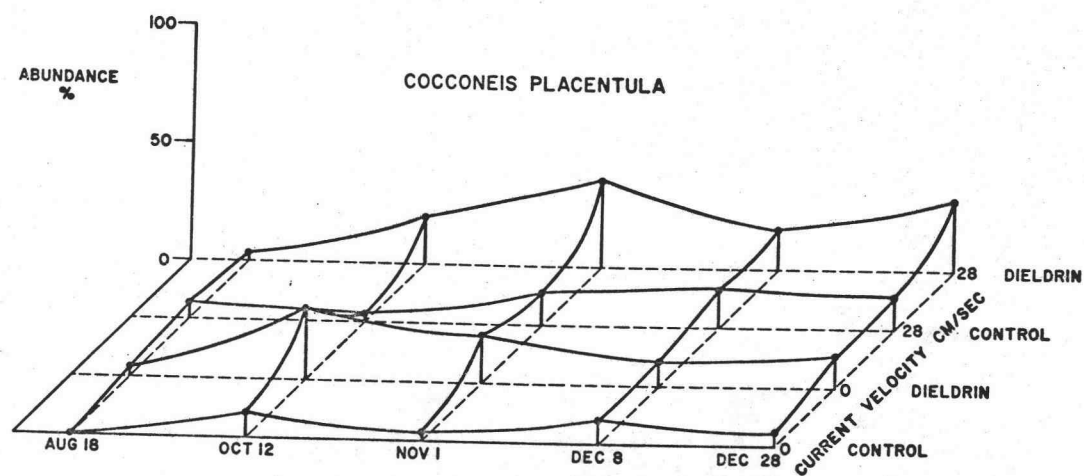 100
ABUNDANCE
%
50
0
COCCONEIS PLACENTULA
28 DIELDRIN
28 CONTROL
0 DIELDRIN
0 CONTROL
CURRENT VELOCITY CM/SEC
AUG 18 OCT 12 NOV 1 DEC 8 DEC 28